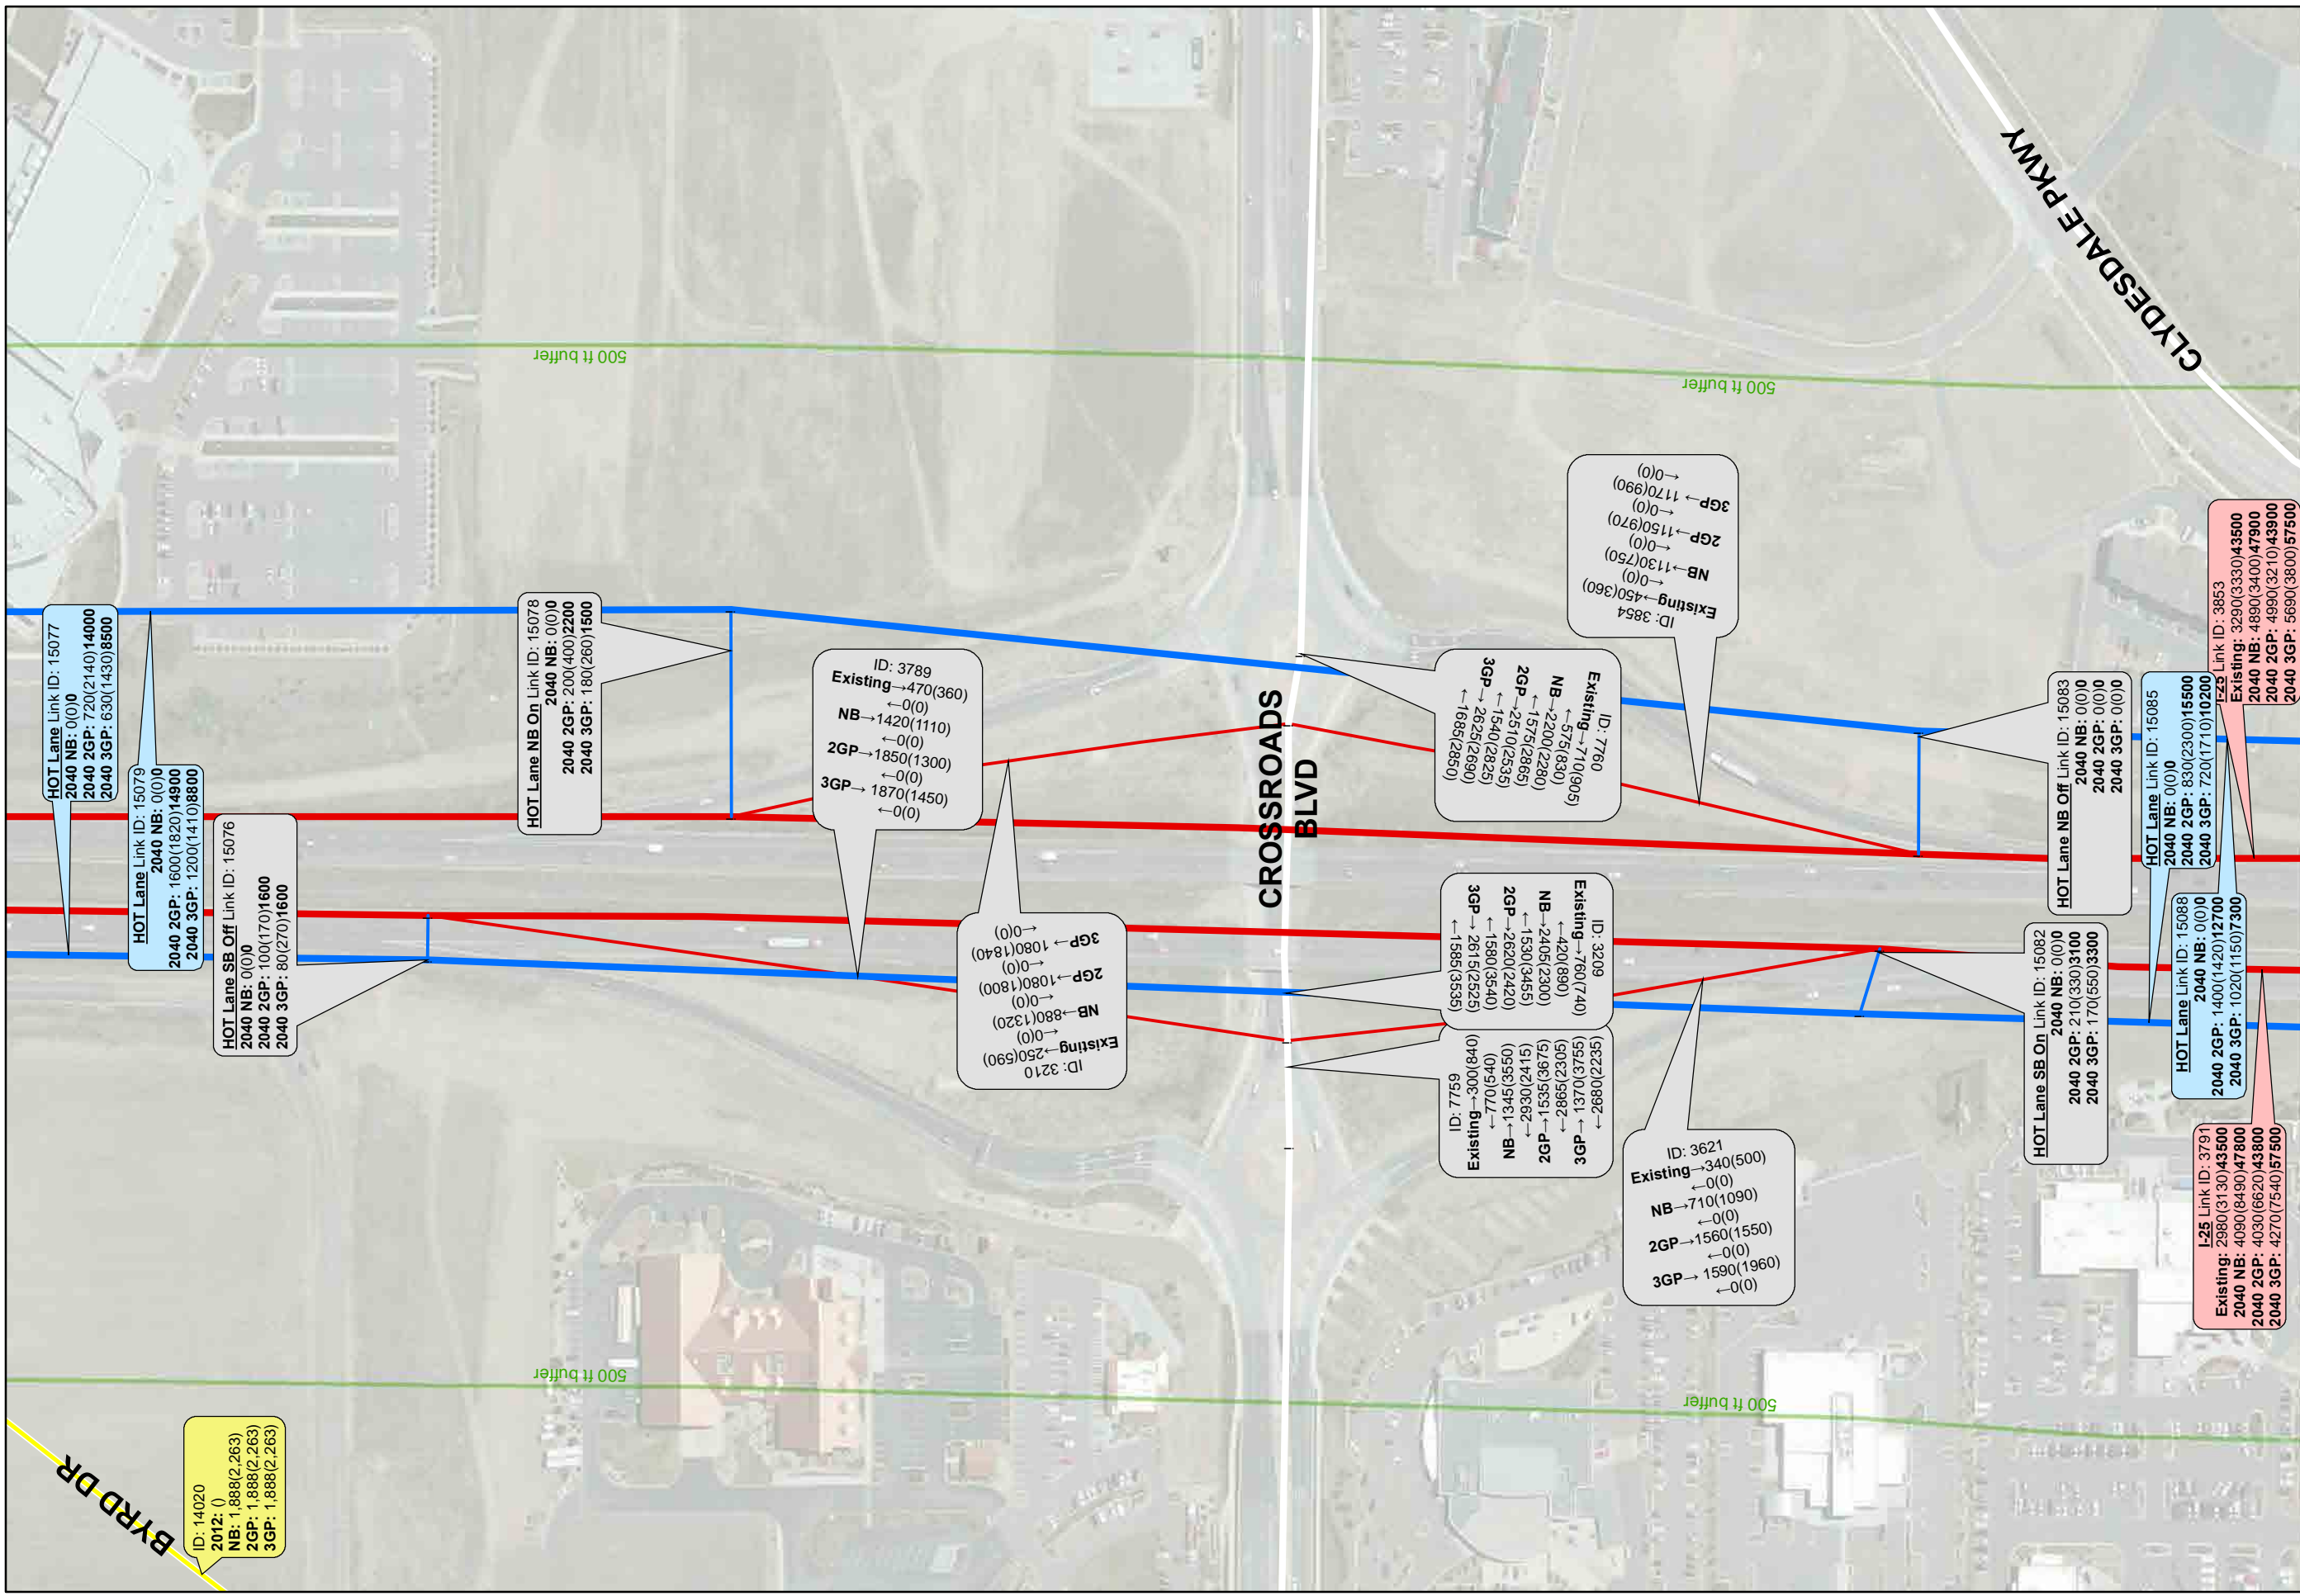 HOT Lane Link ID: 15077
2040 NB: 0(0)0
2040 2GP: 720(2140)14000
2040 3GP: 630(1430)8500
HOT Lane Link ID: 15079
2040 NB: 0(0)0
2040 2GP: 1600(1820)14900
2040 3GP: 1200(1410)8800
HOT Lane SB Off Link ID: 15076
2040 NB: 0(0)0
2040 2GP: 100(170)1600
2040 3GP: 80(270)1600
BYRD DR
ID: 14020
2012: ()
NB: 1,888(2,263)
2GP: 1,888(2,263)
3GP: 1,888(2,263)
500 ft buffer
500 ft buffer
HOT Lane NB On Link ID: 15078
2040 NB: 0(0)0
2040 2GP: 200(400)2200
2040 3GP: 180(260)1500
ID: 3789
Existing→470(360)
←0(0)
NB→1420(1110)
←0(0)
2GP→1850(1300)
←0(0)
3GP→ 1870(1450)
←0(0)
ID: 3210
Existing→250(590)
←0(0)
NB→880(1320)
←0(0)
2GP→1080(1800)
←0(0)
3GP→ 1080(1840)
←0(0)
CROSSROADS
BLVD
ID: 7760
Existing→710(905)
←575(830)
NB→2200(2280)
←1575(2865)
2GP→2510(2535)
←1540(2825)
3GP→ 2625(2690)
←1685(2850)
ID: 3209
Existing→760(740)
←420(890)
NB→2405(2300)
←1530(3455)
2GP→2620(2420)
←1580(3540)
3GP→ 2615(2525)
←1585(3535)
ID: 7759
Existing→300(840)
←770(540)
NB→1345(3550)
←2930(2415)
2GP→1535(3675)
←2865(2305)
3GP→ 1370(3755)
←2680(2235)
ID: 3854
Existing→450(360)
←0(0)
NB→1130(750)
←0(0)
2GP→1150(970)
←0(0)
3GP→ 1170(990)
←0(0)
ID: 3621
Existing→340(500)
←0(0)
NB→710(1090)
←0(0)
2GP→1560(1550)
←0(0)
3GP→ 1590(1960)
←0(0)
500 ft buffer
500 ft buffer
CLYDESDALE PKWY
HOT Lane NB Off Link ID: 15083
2040 NB: 0(0)0
2040 2GP: 0(0)0
2040 3GP: 0(0)0
HOT Lane SB On Link ID: 15082
2040 NB: 0(0)0
2040 2GP: 210(330)3100
2040 3GP: 170(550)3300
HOT Lane Link ID: 15085
2040 NB: 0(0)0
2040 2GP: 830(2300)15500
2040 3GP: 720(1710)10200
HOT Lane Link ID: 15088
2040 NB: 0(0)0
2040 2GP: 1400(1420)12700
2040 3GP: 1020(1150)7300
I-25 Link ID: 3853
Existing: 3290(3330)43500
2040 NB: 4890(3400)47900
2040 2GP: 4990(3210)43900
2040 3GP: 5690(3800)57500
I-25 Link ID: 3791
Existing: 2980(3130)43500
2040 NB: 4090(8490)47800
2040 2GP: 4030(6620)43800
2040 3GP: 4270(7540)57500